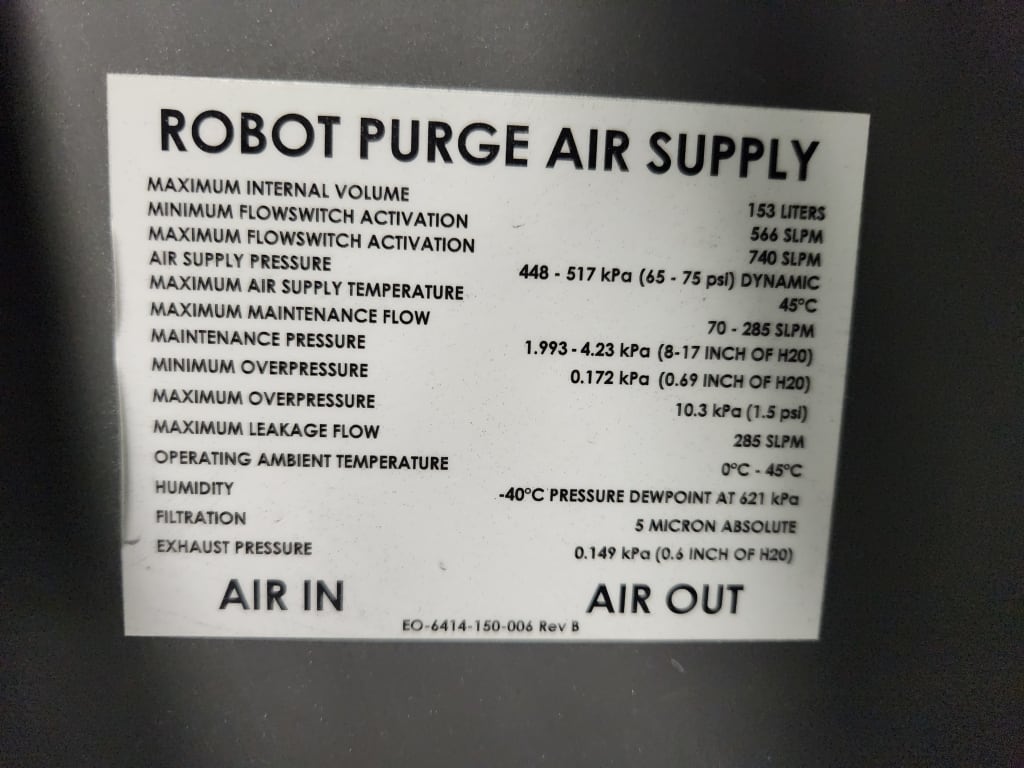 ROBOT PURGE AIR SUPPLY
MAXIMUM INTERNAL VOLUME 153 LITERS
MINIMUM FLOWSWITCH ACTIVATION 566 SLPM
MAXIMUM FLOWSWITCH ACTIVATION 740 SLPM
AIR SUPPLY PRESSURE 448 - 517 kPa (65 - 75 psi) DYNAMIC
MAXIMUM AIR SUPPLY TEMPERATURE 45°C
MAXIMUM MAINTENANCE FLOW 70 - 285 SLPM
MAINTENANCE PRESSURE 1.993 - 4.23 kPa (8-17 INCH OF H20)
MINIMUM OVERPRESSURE 0.172 kPa (0.69 INCH OF H20)
MAXIMUM OVERPRESSURE 10.3 kPa (1.5 psi)
MAXIMUM LEAKAGE FLOW 285 SLPM
OPERATING AMBIENT TEMPERATURE 0°C - 45°C
HUMIDITY -40°C PRESSURE DEWPOINT AT 621 kPa
FILTRATION 5 MICRON ABSOLUTE
EXHAUST PRESSURE 0.149 kPa (0.6 INCH OF H20)
AIR IN AIR OUT
EO-6414-150-006 Rev B